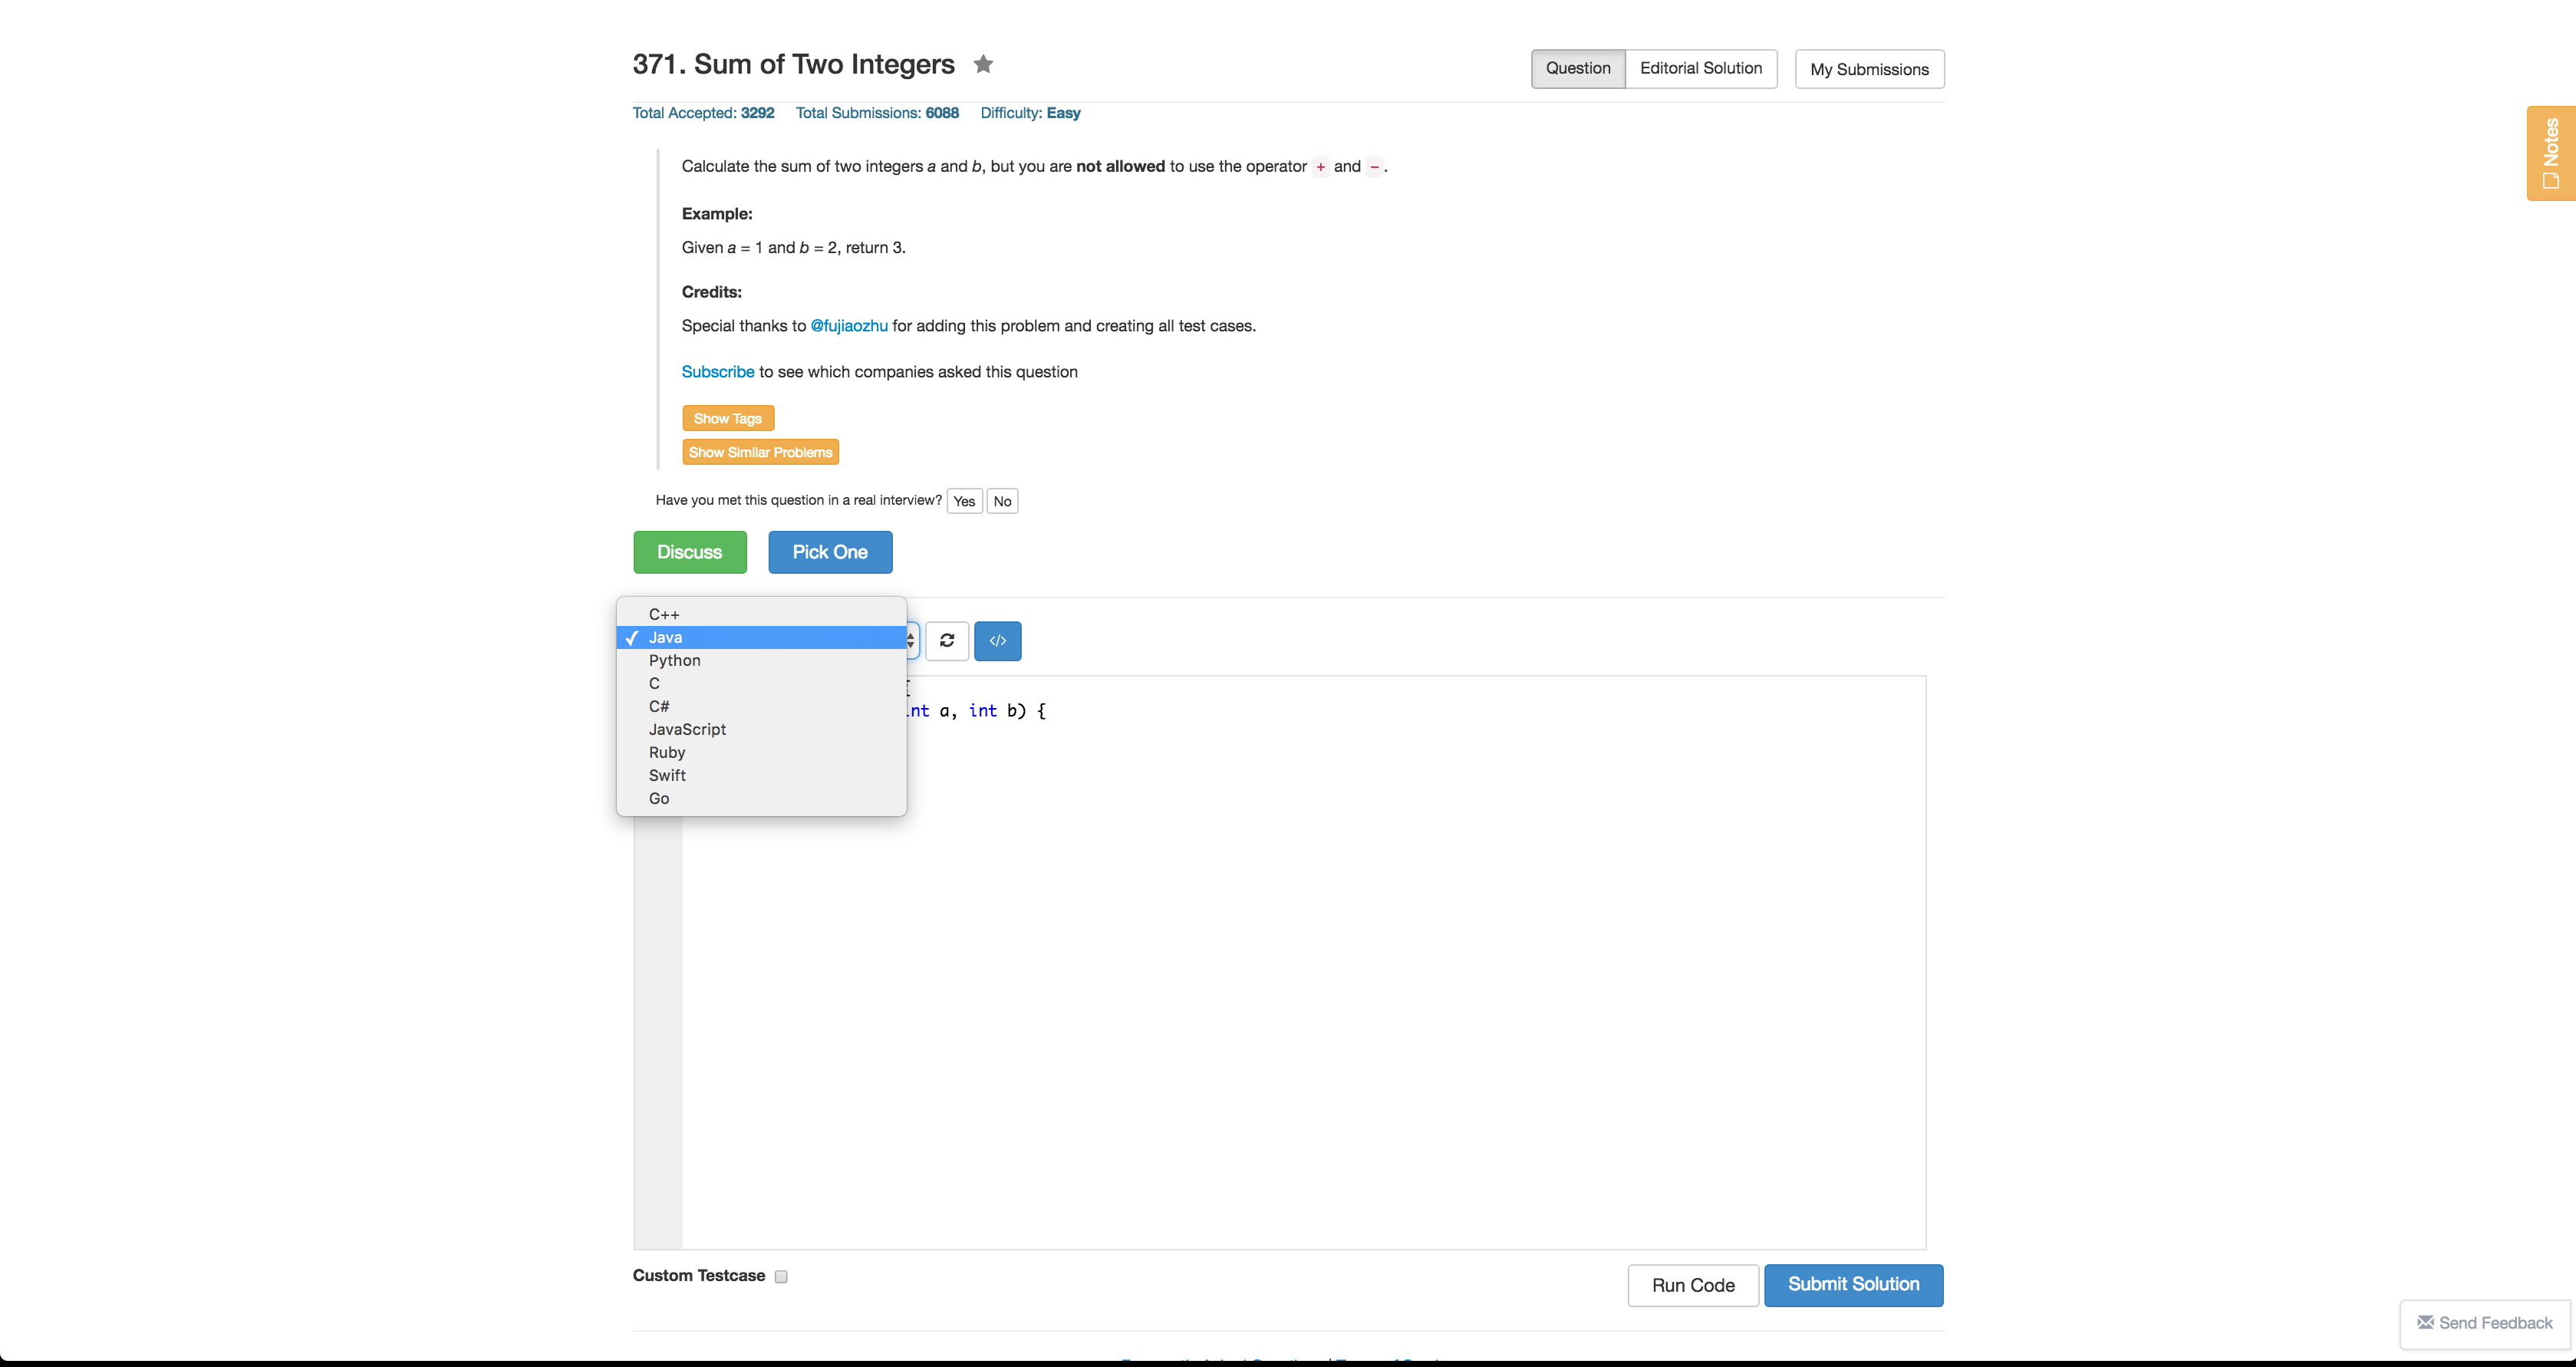 371. Sum of Two Integers
Question Editorial Solution My Submissions
Total Accepted: 3292 Total Submissions: 6088 Difficulty: Easy
Notes
Calculate the sum of two integers a and b, but you are not allowed to use the operator + and -.
Example:
Given a = 1 and b = 2, return 3.
Credits:
Special thanks to @fujiaozhu for adding this problem and creating all test cases.
Subscribe to see which companies asked this question
Show Tags
Show Similar Problems
Have you met this question in a real interview? Yes No
Discuss Pick One
C++
Java
Python
C
C#
JavaScript
Ruby
Swift
Go
</>
{
int a, int b) {
Custom Testcase
Run Code Submit Solution
Send Feedback